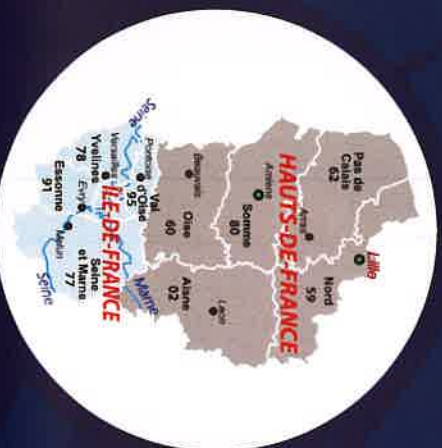 Lille
Pas de
Calais
62
Nord
59
Arras
HAUTS-DE-FRANCE
Amiens
Somme
80
Beauvais
Oise
60
Aisne
02
Laon
Seine
Pontoise
Val
d'Oise
95
Versailles
Yvelines
78
ÎLE-DE-FRANCE
Marne
Evry
Essonne
91
Melun
Seine
et Marne
77
Seine